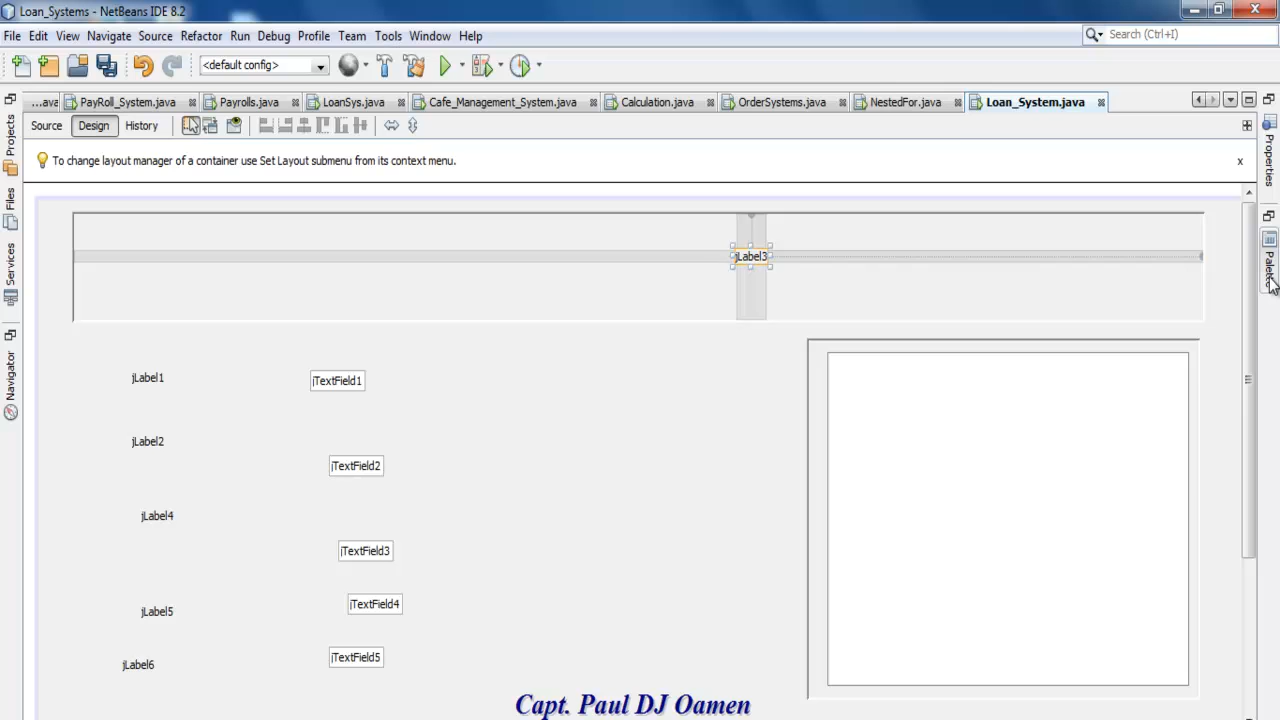 Loan_Systems - NetBeans IDE 8.2
File Edit View Navigate Source Refactor Run Debug Profile Team Tools Window Help
Search (Ctrl+I)
<default config>
...ava PayRoll_System.java Payrolls.java LoanSys.java Cafe_Management_System.java Calculation.java OrderSystems.java NestedFor.java Loan_System.java
Source Design History
To change layout manager of a container use Set Layout submenu from its context menu.
x
Projects
Files
Services
Navigator
Properties
jLabel3
jLabel1
jTextField1
jLabel2
jTextField2
jLabel4
jTextField3
jTextField4
jLabel5
jTextField5
jLabel6
Capt. Paul DJ Oamen